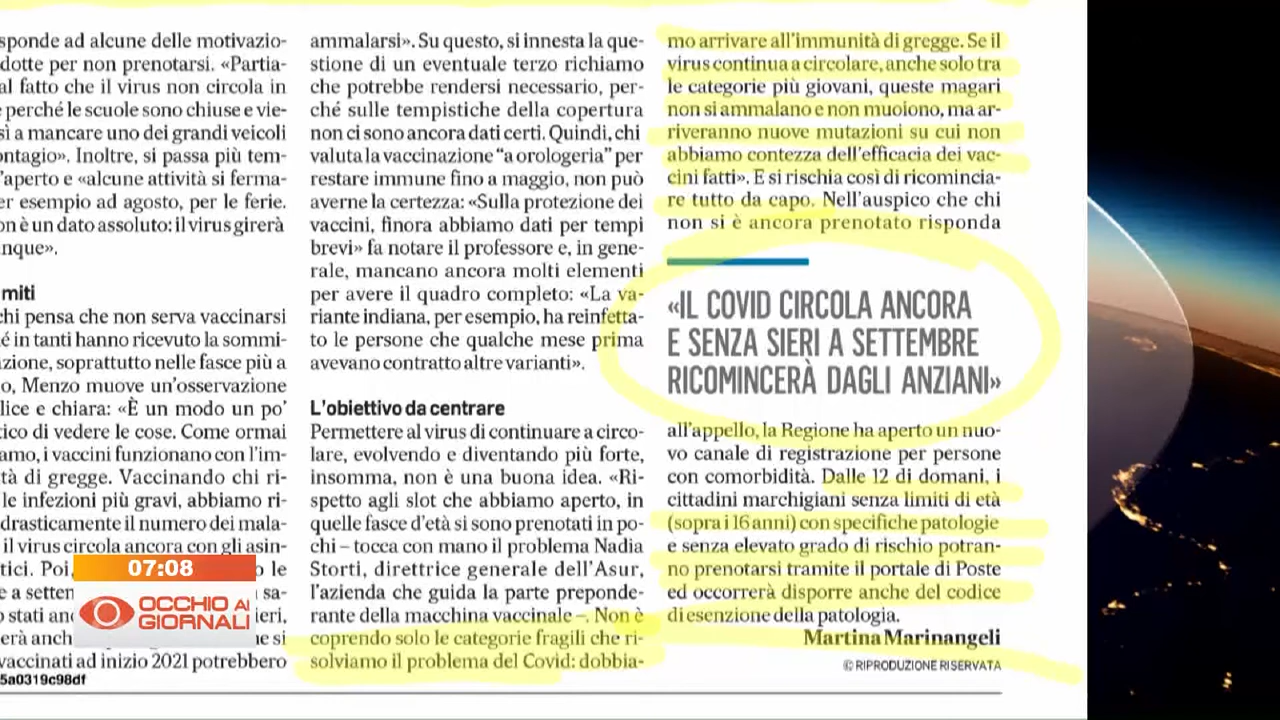 sponde ad alcune delle motivazio-
dotte per non prenotarsi. «Partia-
al fatto che il virus non circola in
perché le scuole sono chiuse e vie-
sì a mancare uno dei grandi veicoli
ontagio». Inoltre, si passa più tem-
'aperto e «alcune attività si ferma-
er esempio ad agosto, per le ferie.
on è un dato assoluto: il virus girerà
nque».
miti
chi pensa che non serva vaccinarsi
é in tanti hanno ricevuto la sommi-
zione, soprattutto nelle fasce più a
o, Menzo muove un'osservazione
lice e chiara: «È un modo un po'
tico di vedere le cose. Come ormai
amo, i vaccini funzionano con l'im-
tà di gregge. Vaccinando chi ri-
le infezioni più gravi, abbiamo ri-
drasticamente il numero dei mala-
il virus circola ancora con gli asin-
tici. Poi, o le
e a setten sa-
o stati anc ieri,
erà anch ne si
vaccinati ad inizio 2021 potrebbero
5a0319c98df
07:08
OCCHIO AI
GIORNALI
ammalarsi». Su questo, si innesta la que-
stione di un eventuale terzo richiamo
che potrebbe rendersi necessario, per-
ché sulle tempistiche della copertura
non ci sono ancora dati certi. Quindi, chi
valuta la vaccinazione “a orologeria” per
restare immune fino a maggio, non può
averne la certezza: «Sulla protezione dei
vaccini, finora abbiamo dati per tempi
brevi» fa notare il professore e, in gene-
rale, mancano ancora molti elementi
per avere il quadro completo: «La va-
riante indiana, per esempio, ha reinfetta-
to le persone che qualche mese prima
avevano contratto altre varianti».
L'obiettivo da centrare
Permettere al virus di continuare a circo-
lare, evolvendo e diventando più forte,
insomma, non è una buona idea. «Ri-
spetto agli slot che abbiamo aperto, in
quelle fasce d'età si sono prenotati in po-
chi – tocca con mano il problema Nadia
Storti, direttrice generale dell'Asur,
l'azienda che guida la parte preponde-
rante della macchina vaccinale –. Non è
coprendo solo le categorie fragili che ri-
solviamo il problema del Covid: dobbia-
mo arrivare all'immunità di gregge. Se il
virus continua a circolare, anche solo tra
le categorie più giovani, queste magari
non si ammalano e non muoiono, ma ar-
riveranno nuove mutazioni su cui non
abbiamo contezza dell'efficacia dei vac-
cini fatti». E si rischia così di ricomincia-
re tutto da capo. Nell'auspico che chi
non si è ancora prenotato risponda
«IL COVID CIRCOLA ANCORA
E SENZA SIERI A SETTEMBRE
RICOMINCERÀ DAGLI ANZIANI»
all'appello, la Regione ha aperto un nuo-
vo canale di registrazione per persone
con comorbidità. Dalle 12 di domani, i
cittadini marchigiani senza limiti di età
(sopra i 16 anni) con specifiche patologie
e senza elevato grado di rischio potran-
no prenotarsi tramite il portale di Poste
ed occorrerà disporre anche del codice
di esenzione della patologia.
Martina Marinangeli
© RIPRODUZIONE RISERVATA